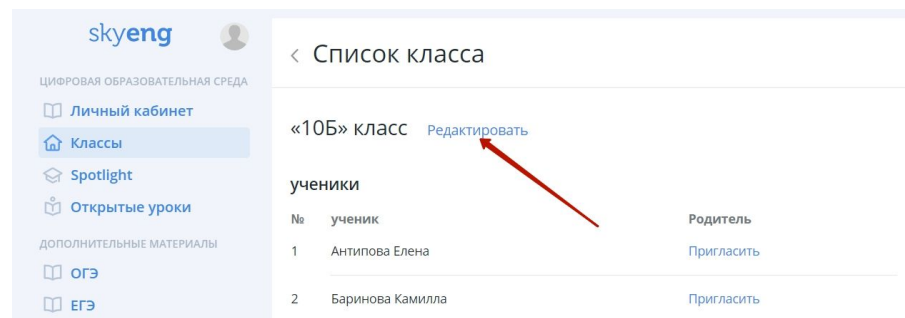 skyeng
ЦИФРОВАЯ ОБРАЗОВАТЕЛЬНАЯ СРЕДА
Личный кабинет
Классы
Spotlight
Открытые уроки
ДОПОЛНИТЕЛЬНЫЕ МАТЕРИАЛЫ
ОГЭ
ЕГЭ
< Список класса
«10Б» класс Редактировать
ученики
№ ученик Родитель
1 Антипова Елена Пригласить
2 Баринова Камилла Пригласить